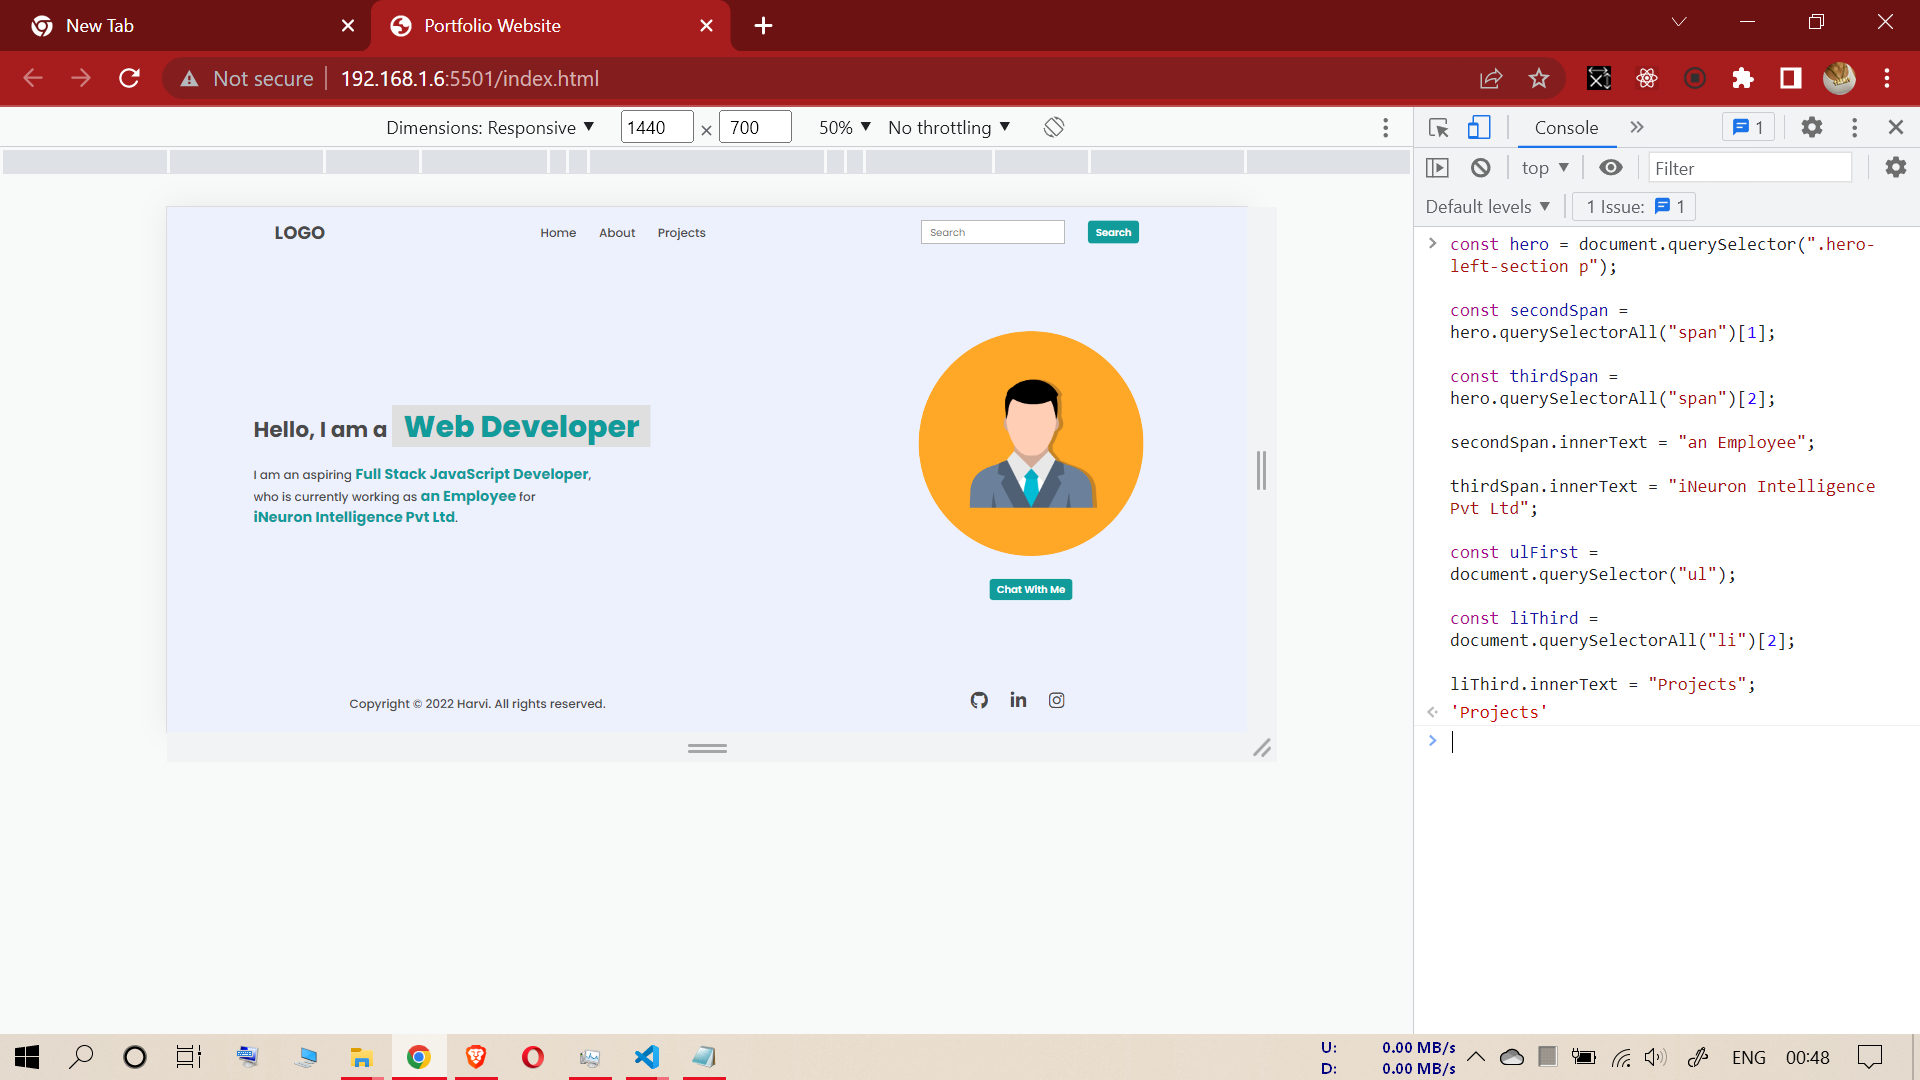 New Tab
Portfolio Website
Not secure
192.168.1.6:5501/index.html
Dimensions: Responsive
1440 × 700
50%
No throttling
Console
1
top
Filter
Default levels
1 Issue: 1
LOGO
Home
About
Projects
Search
Search
Hello, I am a Web Developer
I am an aspiring Full Stack JavaScript Developer,
who is currently working as an Employee for
iNeuron Intelligence Pvt Ltd.
Chat With Me
Copyright © 2022 Harvi. All rights reserved.
const hero = document.querySelector(".hero-
left-section p");
const secondSpan =
hero.querySelectorAll("span")[1];
const thirdSpan =
hero.querySelectorAll("span")[2];
secondSpan.innerText = "an Employee";
thirdSpan.innerText = "iNeuron Intelligence
Pvt Ltd";
const ulFirst =
document.querySelector("ul");
const liThird =
document.querySelectorAll("li")[2];
liThird.innerText = "Projects";
'Projects'
U: 0.00 MB/s
D: 0.00 MB/s
ENG
00:48